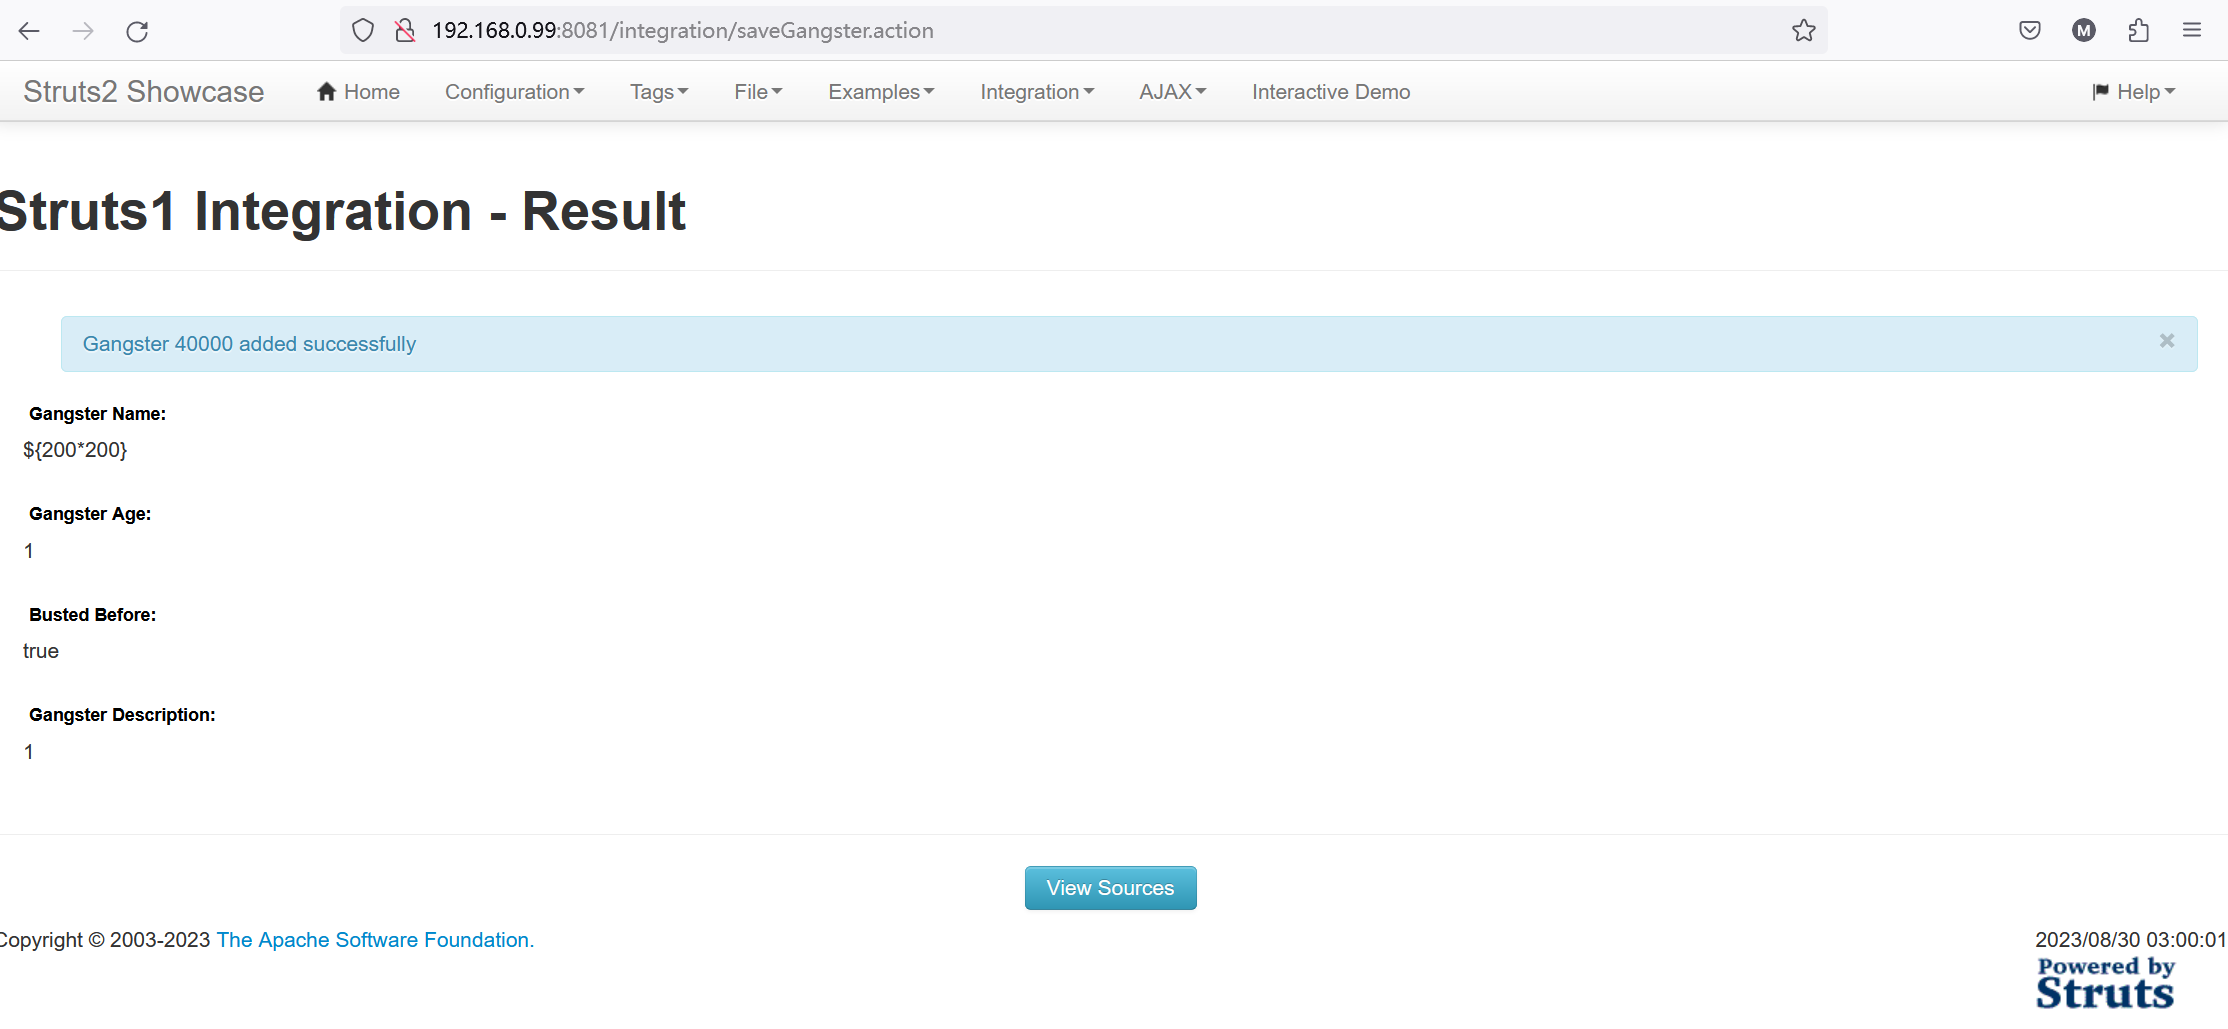 192.168.0.99:8081/integration/saveGangster.action
M
Struts2 Showcase Home Configuration Tags File Examples Integration AJAX Interactive Demo Help
Struts1 Integration - Result
Gangster 40000 added successfully ×
Gangster Name:
${200*200}
Gangster Age:
1
Busted Before:
true
Gangster Description:
1
View Sources
Copyright © 2003-2023 The Apache Software Foundation.
2023/08/30 03:00:01
Powered by
Struts